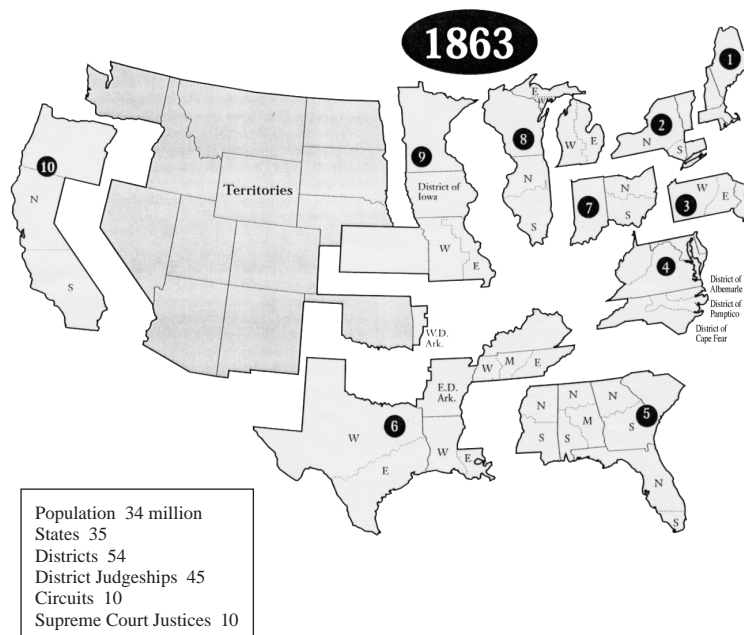 1863
1
2
N
S
E
W
8
N
S
W
E
9
District of
Iowa
W
E
10
N
S
Territories
7
N
S
3
W
E
4
District of
Albemarle
District of
Pamptico
District of
Cape Fear
W.D.
Ark.
E.D.
Ark.
W
M
E
6
W
E
W
E
N
S
N
M
S
N
S
5
N
S
Population 34 million
States 35
Districts 54
District Judgeships 45
Circuits 10
Supreme Court Justices 10